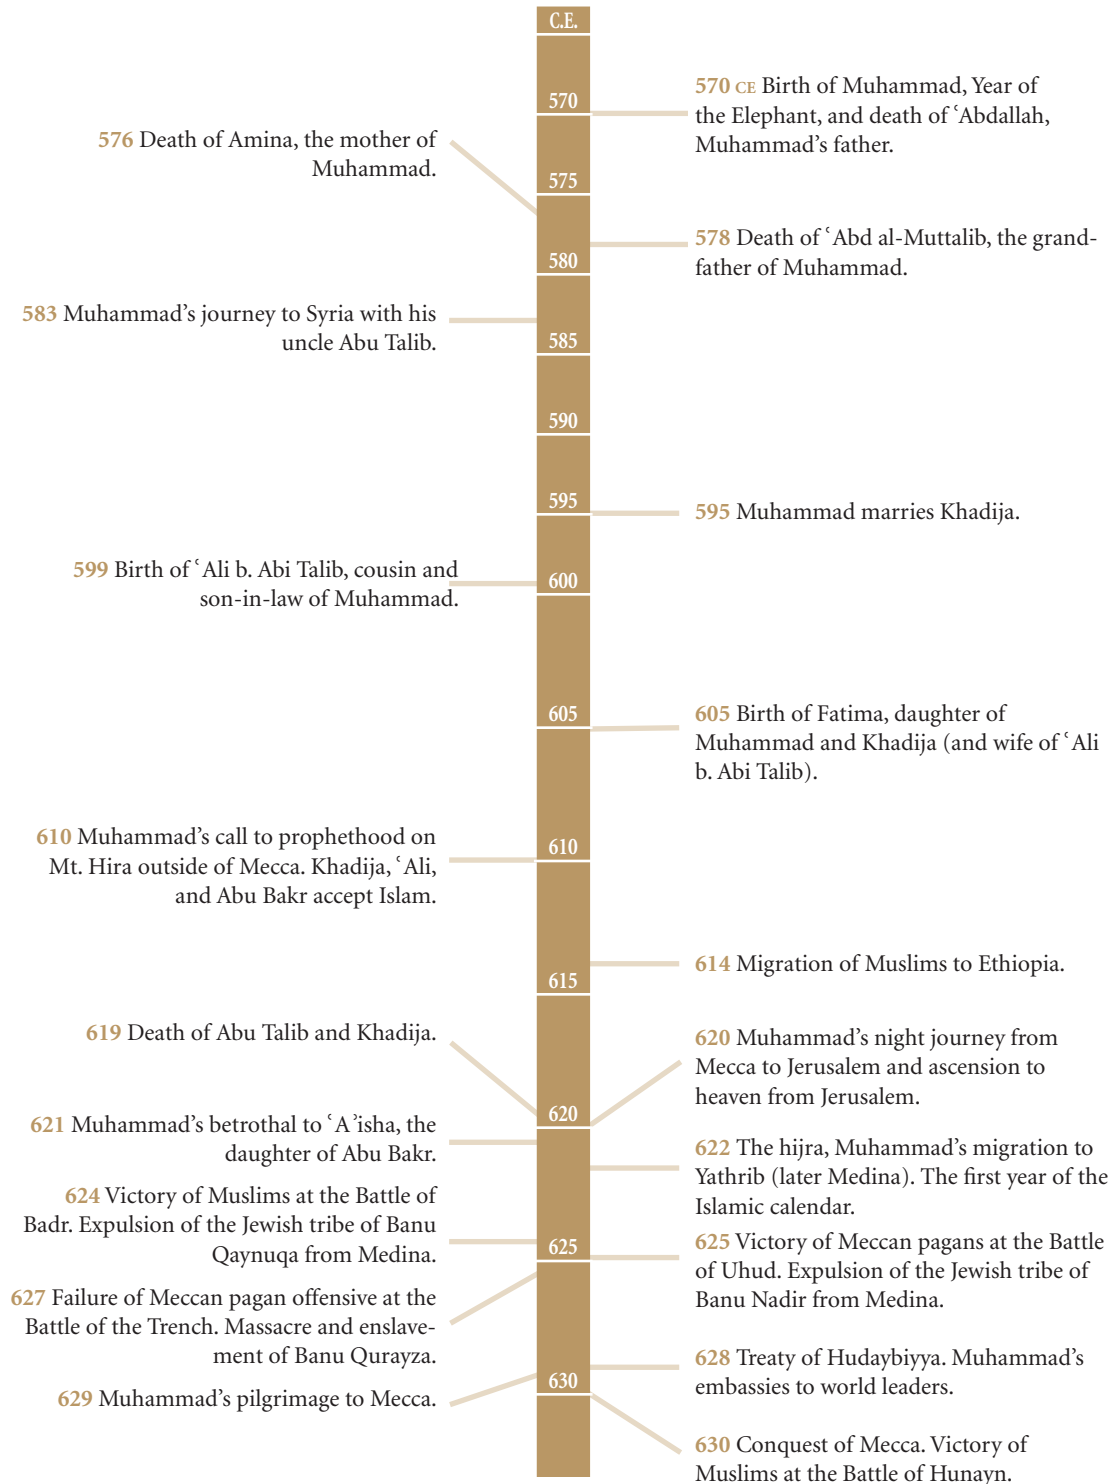 C.E.
570 CE Birth of Muhammad, Year of
the Elephant, and death of ʿAbdallah,
Muhammad’s father.
570
576 Death of Amina, the mother of
Muhammad.
575
578 Death of ʿAbd al-Muttalib, the grand-
father of Muhammad.
580
583 Muhammad’s journey to Syria with his
uncle Abu Talib.
585
590
595
595 Muhammad marries Khadija.
599 Birth of ʿAli b. Abi Talib, cousin and
son-in-law of Muhammad.
600
605
605 Birth of Fatima, daughter of
Muhammad and Khadija (and wife of ʿAli
b. Abi Talib).
610 Muhammad’s call to prophethood on
Mt. Hira outside of Mecca. Khadija, ʿAli,
and Abu Bakr accept Islam.
610
614 Migration of Muslims to Ethiopia.
615
619 Death of Abu Talib and Khadija.
620 Muhammad’s night journey from
Mecca to Jerusalem and ascension to
heaven from Jerusalem.
620
621 Muhammad’s betrothal to ʿAʾisha, the
daughter of Abu Bakr.
622 The hijra, Muhammad’s migration to
Yathrib (later Medina). The first year of the
Islamic calendar.
624 Victory of Muslims at the Battle of
Badr. Expulsion of the Jewish tribe of Banu
Qaynuqa from Medina.
625
625 Victory of Meccan pagans at the Battle
of Uhud. Expulsion of the Jewish tribe of
Banu Nadir from Medina.
627 Failure of Meccan pagan offensive at the
Battle of the Trench. Massacre and enslave-
ment of Banu Qurayza.
628 Treaty of Hudaybiyya. Muhammad’s
embassies to world leaders.
630
629 Muhammad’s pilgrimage to Mecca.
630 Conquest of Mecca. Victory of
Muslims at the Battle of Hunayn.